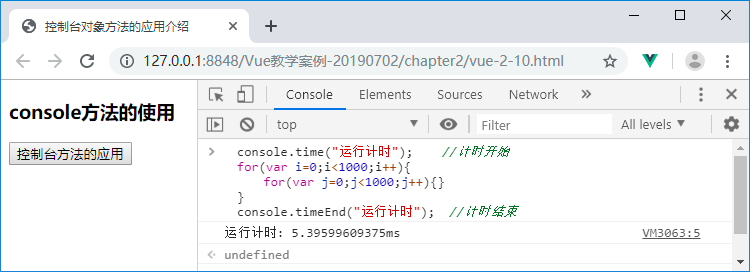 控制台对象方法的应用介绍
127.0.0.1:8848/Vue教学案例-20190702/chapter2/vue-2-10.html
console方法的使用
控制台方法的应用
Console Elements Sources Network
top Filter All levels
console.time("运行计时"); //计时开始
for(var i=0;i<1000;i++){
for(var j=0;j<1000;j++){}
}
console.timeEnd("运行计时"); //计时结束
运行计时: 5.39599609375ms VM3063:5
undefined